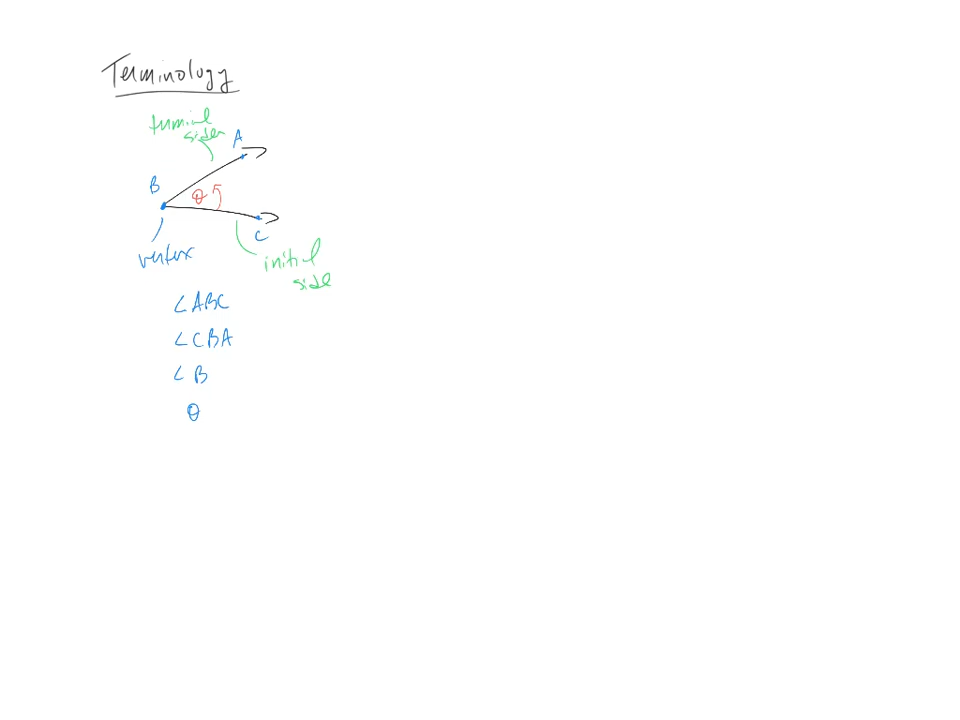 Terminology
terminal
side
A
B
θ
C
vertex
initial
side
∠ABC
∠CBA
∠B
θ